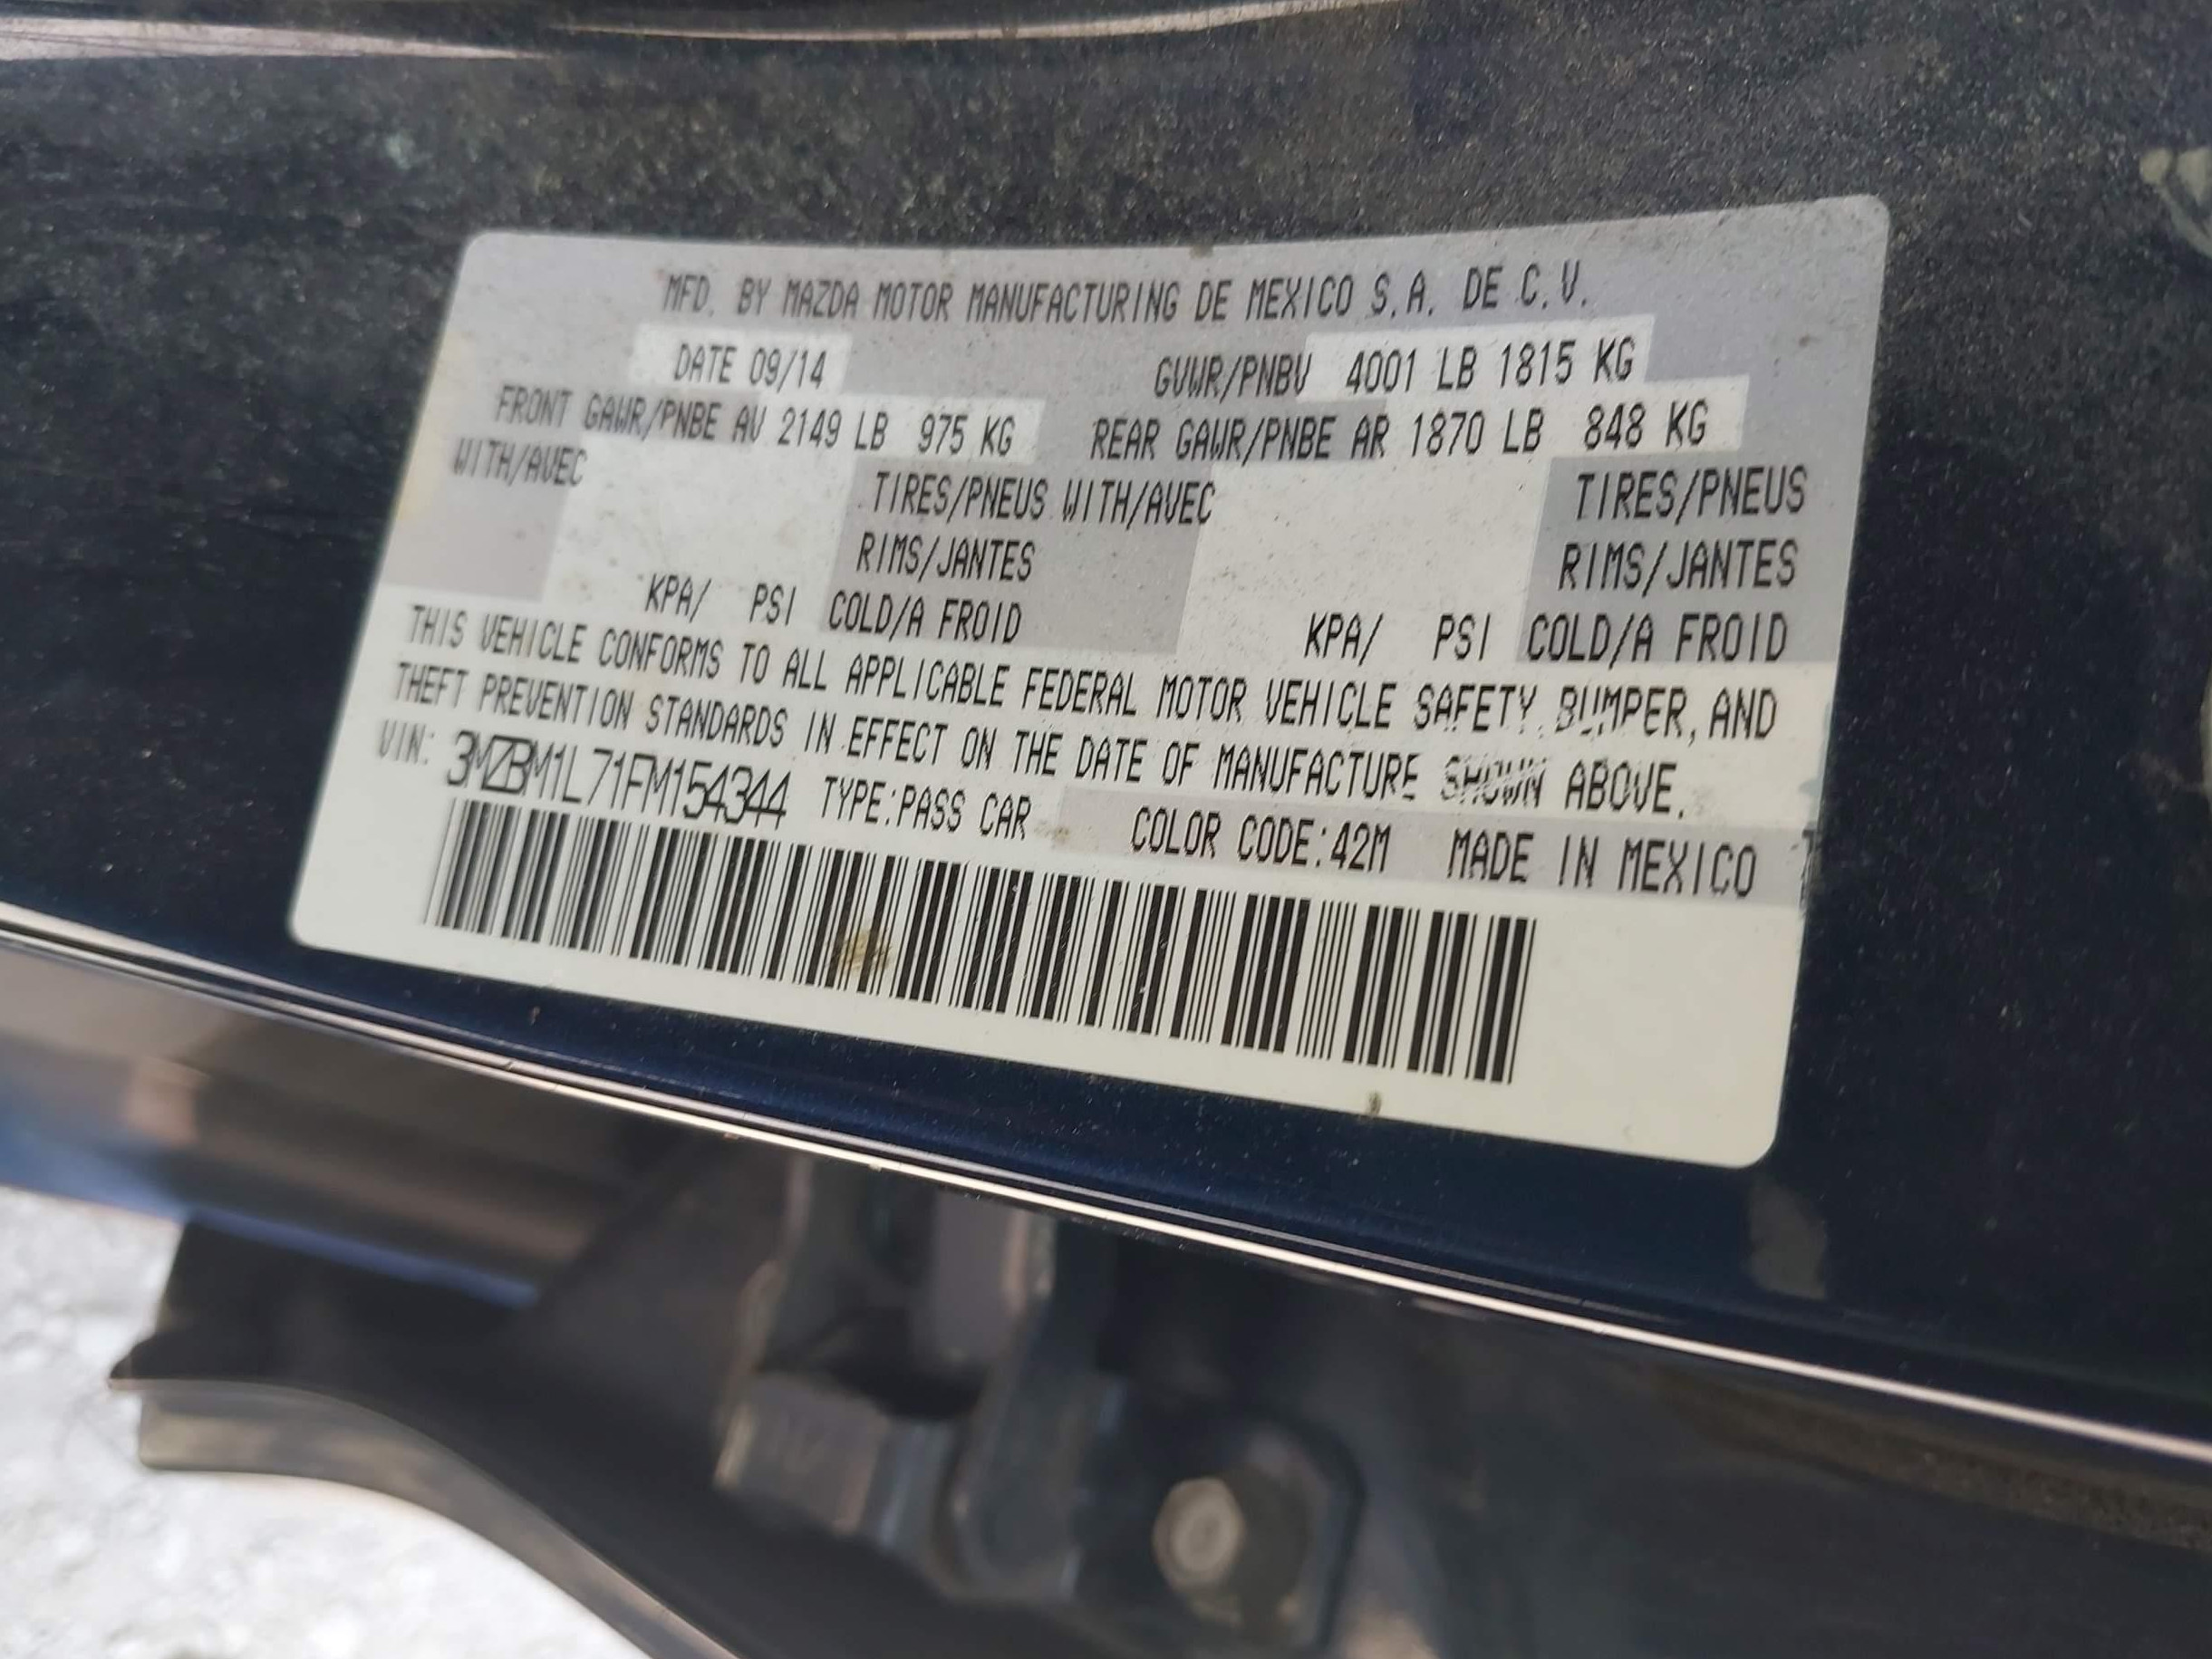 MFD. BY MAZDA MOTOR MANUFACTURING DE MEXICO S.A. DE C.V.
DATE 09/14 GVWR/PNBV 4001 LB 1815 KG
FRONT GAWR/PNBE AV 2149 LB 975 KG REAR GAWR/PNBE AR 1870 LB 848 KG
WITH/AVEC TIRES/PNEUS WITH/AVEC TIRES/PNEUS
RIMS/JANTES RIMS/JANTES
KPA/ PSI COLD/A FROID KPA/ PSI COLD/A FROID
THIS VEHICLE CONFORMS TO ALL APPLICABLE FEDERAL MOTOR VEHICLE SAFETY, BUMPER, AND
THEFT PREVENTION STANDARDS IN EFFECT ON THE DATE OF MANUFACTURE SHOWN ABOVE.
VIN: 3MZBM1L71FM154344 TYPE:PASS CAR COLOR CODE:42M MADE IN MEXICO